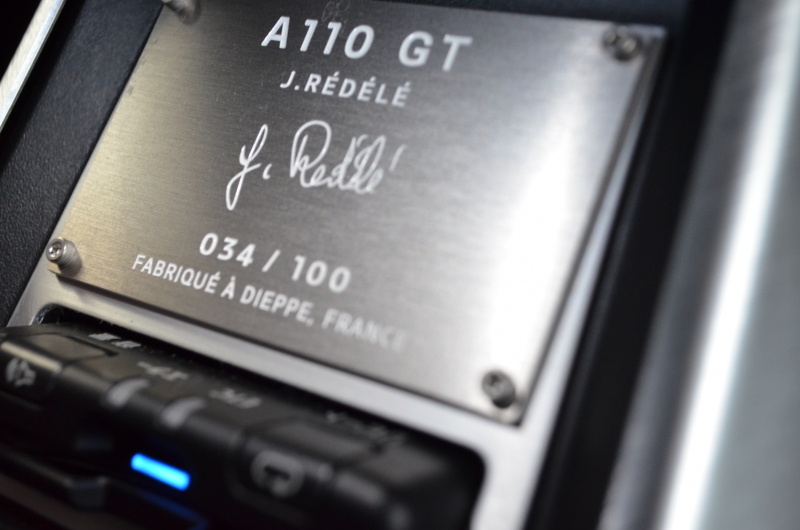 A110 GT
J.RÉDÉLÉ
J. Rédélé
034 / 100
FABRIQUÉ À DIEPPE, FRANCE